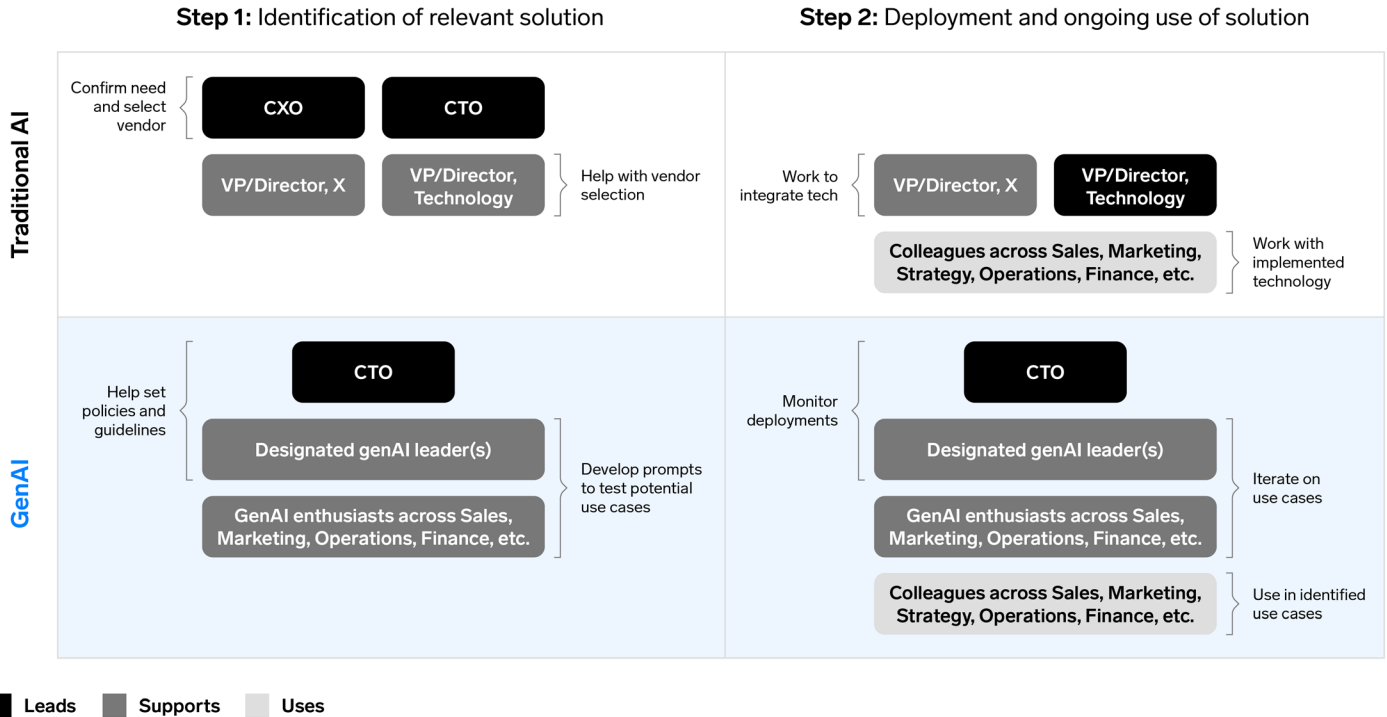 Step 1: Identification of relevant solution
Step 2: Deployment and ongoing use of solution
Traditional AI
Confirm need
and select
vendor
CXO
CTO
VP/Director, X
VP/Director,
Technology
Help with vendor
selection
Work to
integrate tech
VP/Director, X
VP/Director,
Technology
Colleagues across Sales, Marketing,
Strategy, Operations, Finance, etc.
Work with
implemented
technology
GenAI
Help set
policies and
guidelines
CTO
Designated genAI leader(s)
GenAI enthusiasts across Sales,
Marketing, Operations, Finance, etc.
Develop prompts
to test potential
use cases
Monitor
deployments
CTO
Designated genAI leader(s)
GenAI enthusiasts across Sales,
Marketing, Operations, Finance, etc.
Iterate on
use cases
Colleagues across Sales, Marketing,
Strategy, Operations, Finance, etc.
Use in identified
use cases
Leads
Supports
Uses